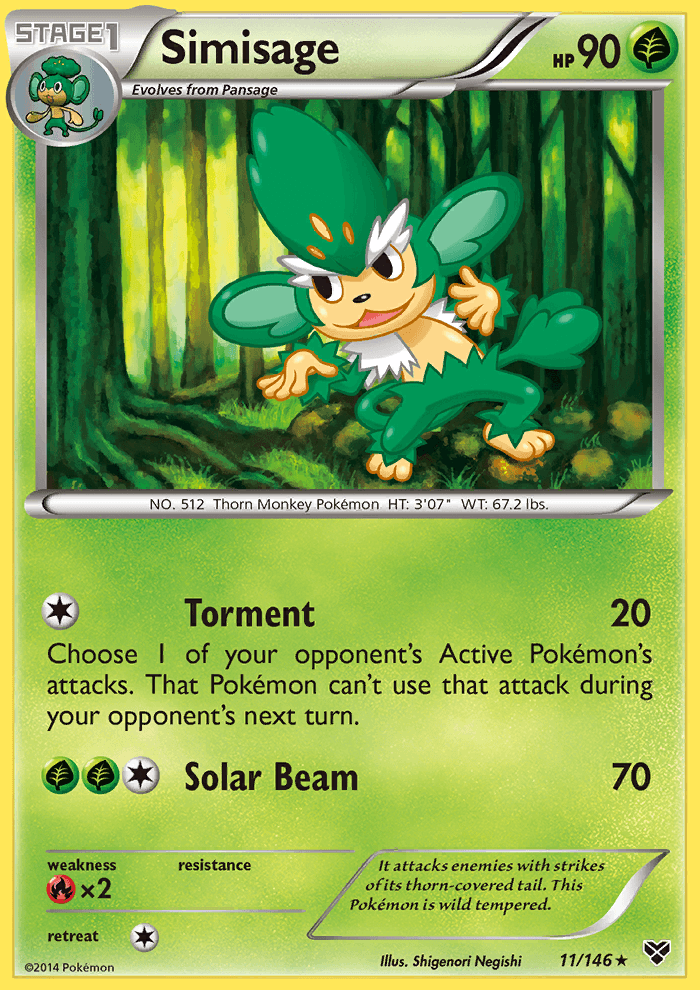 STAGE1
Simisage
HP90
Evolves from Pansage
NO. 512 Thorn Monkey Pokémon HT: 3'07" WT: 67.2 lbs.
Torment 20
Choose 1 of your opponent's Active Pokémon's
attacks. That Pokémon can't use that attack during
your opponent's next turn.
Solar Beam 70
weakness
×2
resistance
retreat
It attacks enemies with strikes
of its thorn-covered tail. This
Pokémon is wild tempered.
©2014 Pokémon
Illus. Shigenori Negishi
11/146★